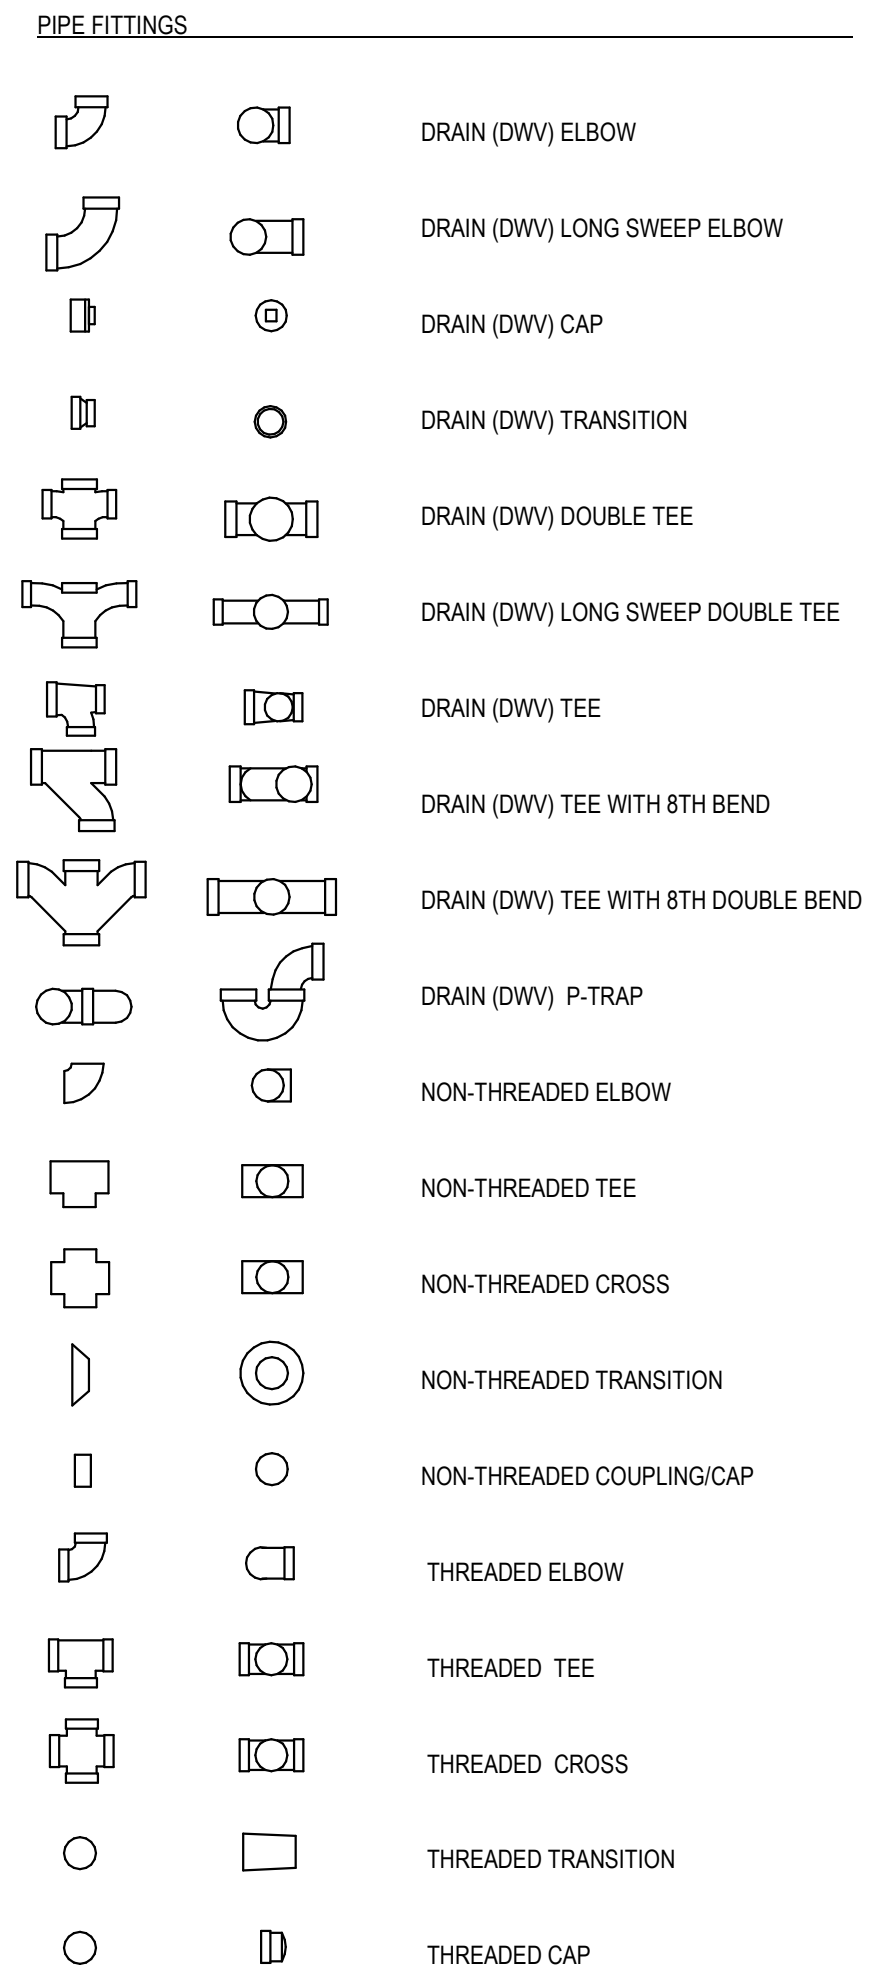 PIPE FITTINGS
DRAIN (DWV) ELBOW
DRAIN (DWV) LONG SWEEP ELBOW
DRAIN (DWV) CAP
DRAIN (DWV) TRANSITION
DRAIN (DWV) DOUBLE TEE
DRAIN (DWV) LONG SWEEP DOUBLE TEE
DRAIN (DWV) TEE
DRAIN (DWV) TEE WITH 8TH BEND
DRAIN (DWV) TEE WITH 8TH DOUBLE BEND
DRAIN (DWV) P-TRAP
NON-THREADED ELBOW
NON-THREADED TEE
NON-THREADED CROSS
NON-THREADED TRANSITION
NON-THREADED COUPLING/CAP
THREADED ELBOW
THREADED TEE
THREADED CROSS
THREADED TRANSITION
THREADED CAP